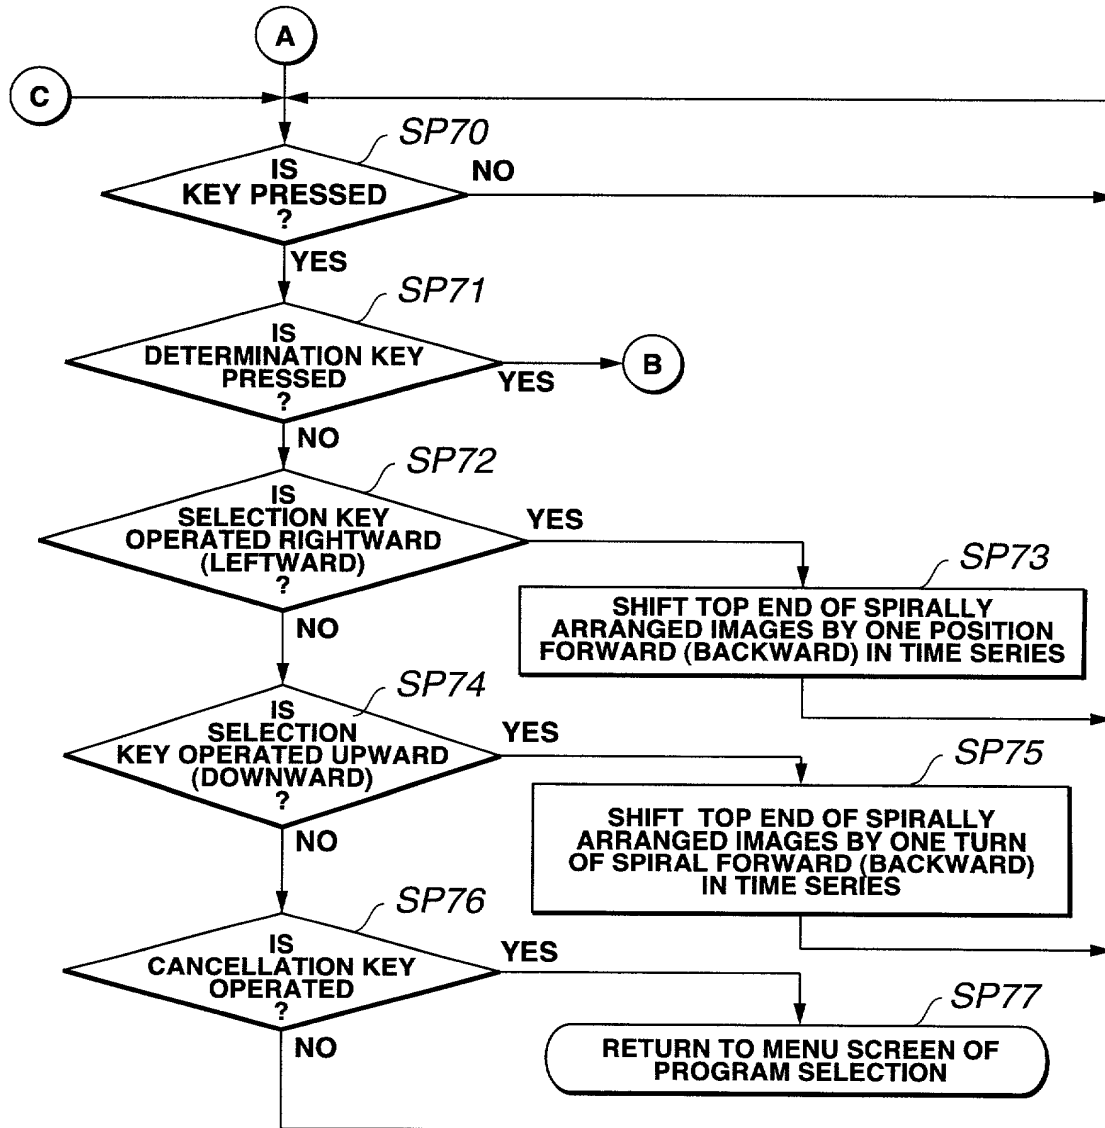 A
C
SP70
IS
KEY PRESSED
?
NO
YES
SP71
IS
DETERMINATION KEY
PRESSED
?
YES
B
NO
SP72
IS
SELECTION KEY
OPERATED RIGHTWARD
(LEFTWARD)
?
YES
NO
SP73
SHIFT TOP END OF SPIRALLY
ARRANGED IMAGES BY ONE POSITION
FORWARD (BACKWARD) IN TIME SERIES
SP74
IS
SELECTION
KEY OPERATED UPWARD
(DOWNWARD)
?
YES
NO
SP75
SHIFT TOP END OF SPIRALLY
ARRANGED IMAGES BY ONE TURN
OF SPIRAL FORWARD (BACKWARD)
IN TIME SERIES
SP76
IS
CANCELLATION KEY
OPERATED
?
YES
NO
SP77
RETURN TO MENU SCREEN OF
PROGRAM SELECTION